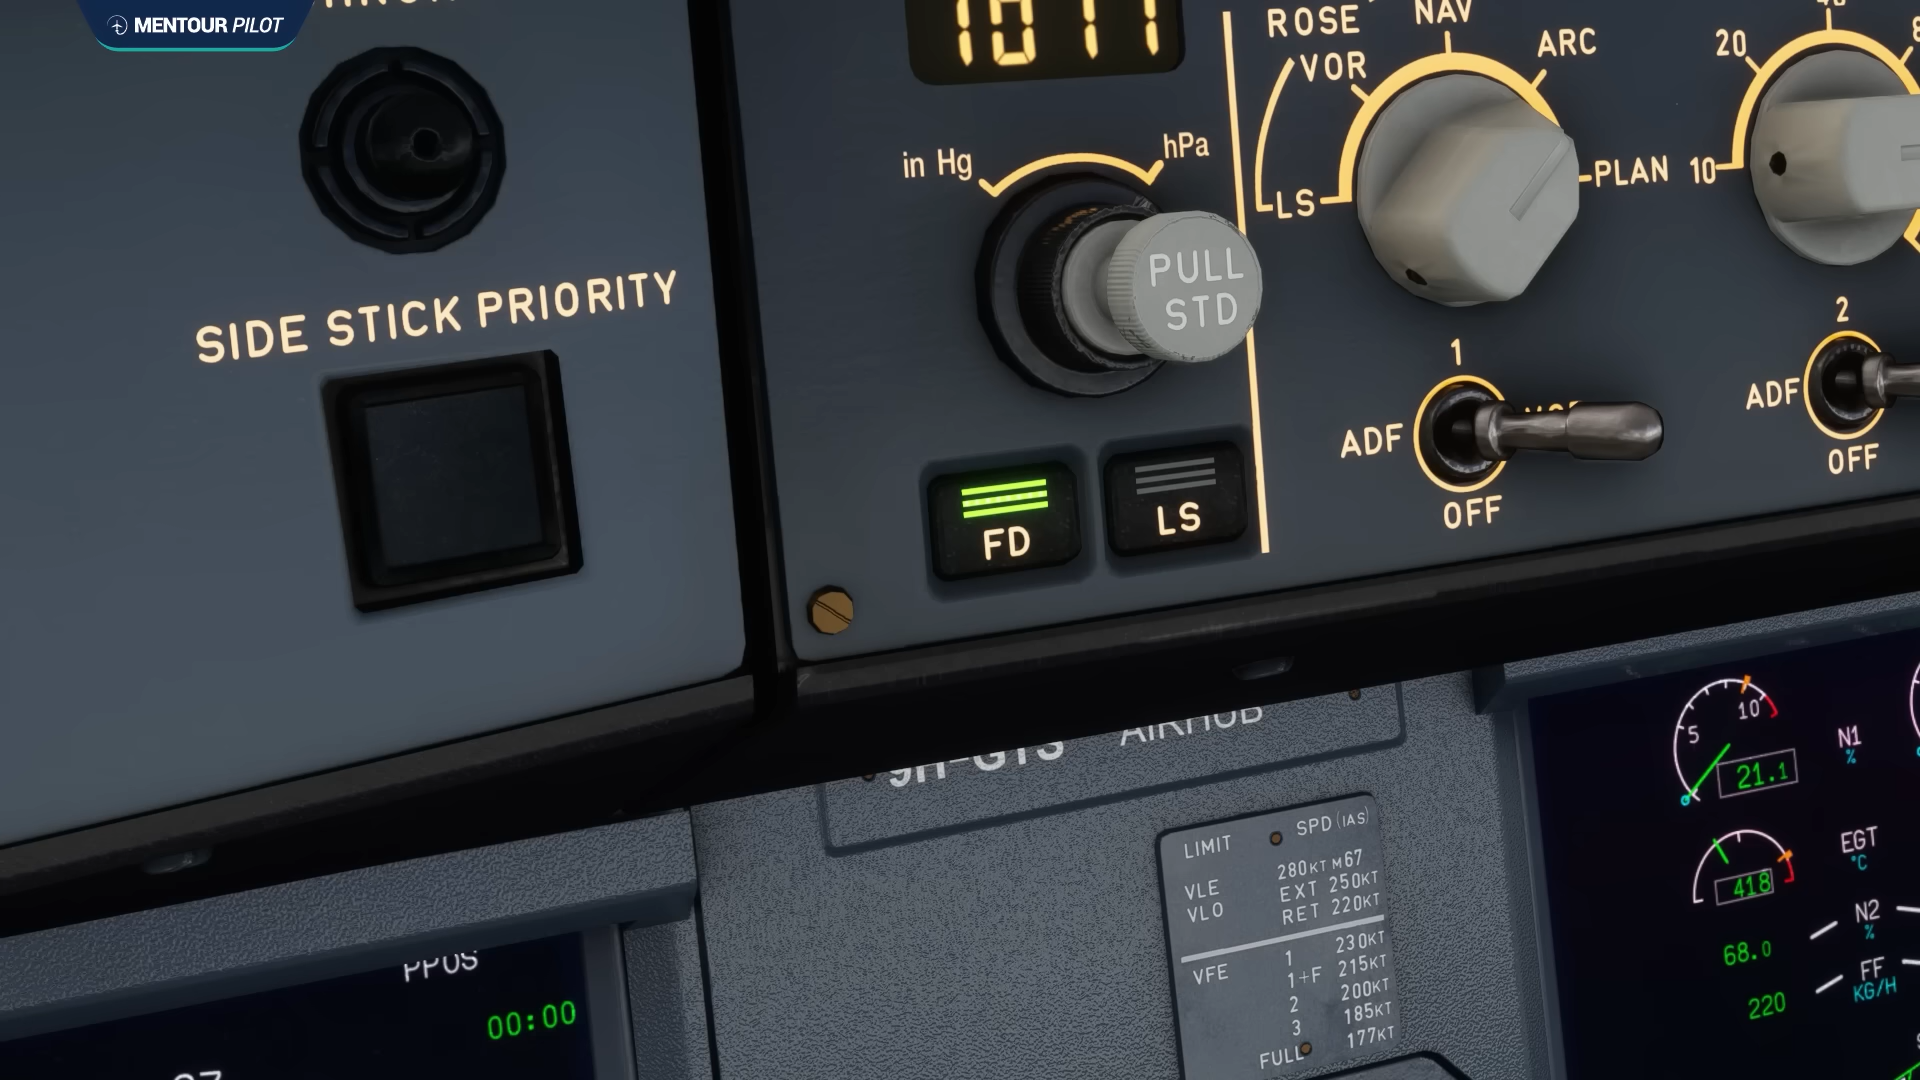 MENTOUR PILOT
SIDE STICK PRIORITY
in Hg
hPa
PULL
STD
FD
LS
ROSE
VOR
LS
NAV
ARC
PLAN
10
20
1
ADF
OFF
2
ADF
OFF
AIRHUB
LIMIT SPD (IAS)
VLE 280KT M67
VLO EXT 250KT
RET 220KT
VFE 1 230KT
1+F 215KT
2 200KT
3 185KT
FULL 177KT
PPOS
00:00
5 10
21.1
N1
%
418
EGT
°C
68.0
N2
%
220
FF
KG/H